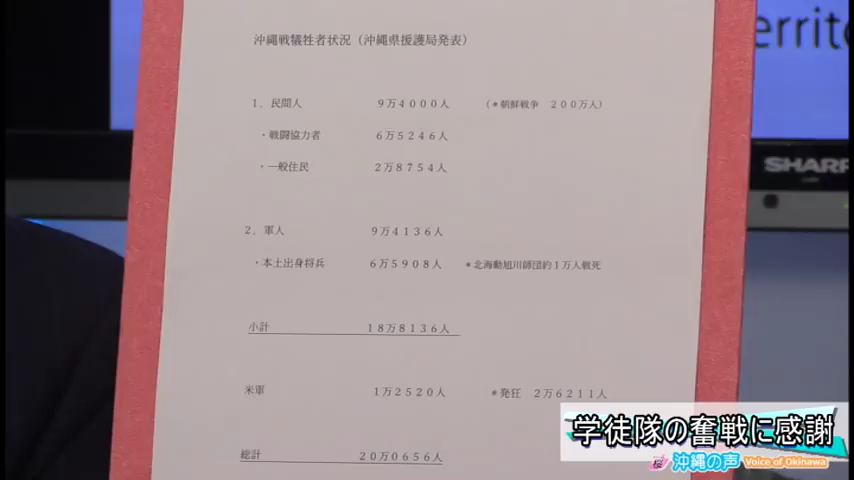 沖縄戦犠牲者状況（沖縄県援護局発表）
1．民間人 9万4000人 （＊朝鮮戦争 200万人）
・戦闘協力者 6万5246人
・一般住民 2万8754人
2．軍人 9万4136人
・本土出身将兵 6万5908人 ＊北海動旭川師団約1万人戦死
小計 18万8136人
米軍 1万2520人 ＊発狂 2万6211人
総計 20万0656人
errito
SHARP
学徒隊の奮戦に感謝
桜 沖縄の声 Voice of Okinawa